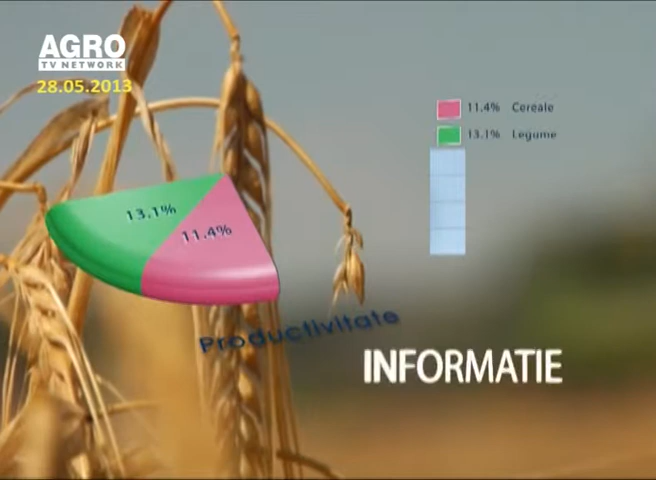 AGRO
TV NETWORK
28.05.2013
11.4% Cereale
13.1% Legume
13.1%
11.4%
Productivitate
INFORMATIE